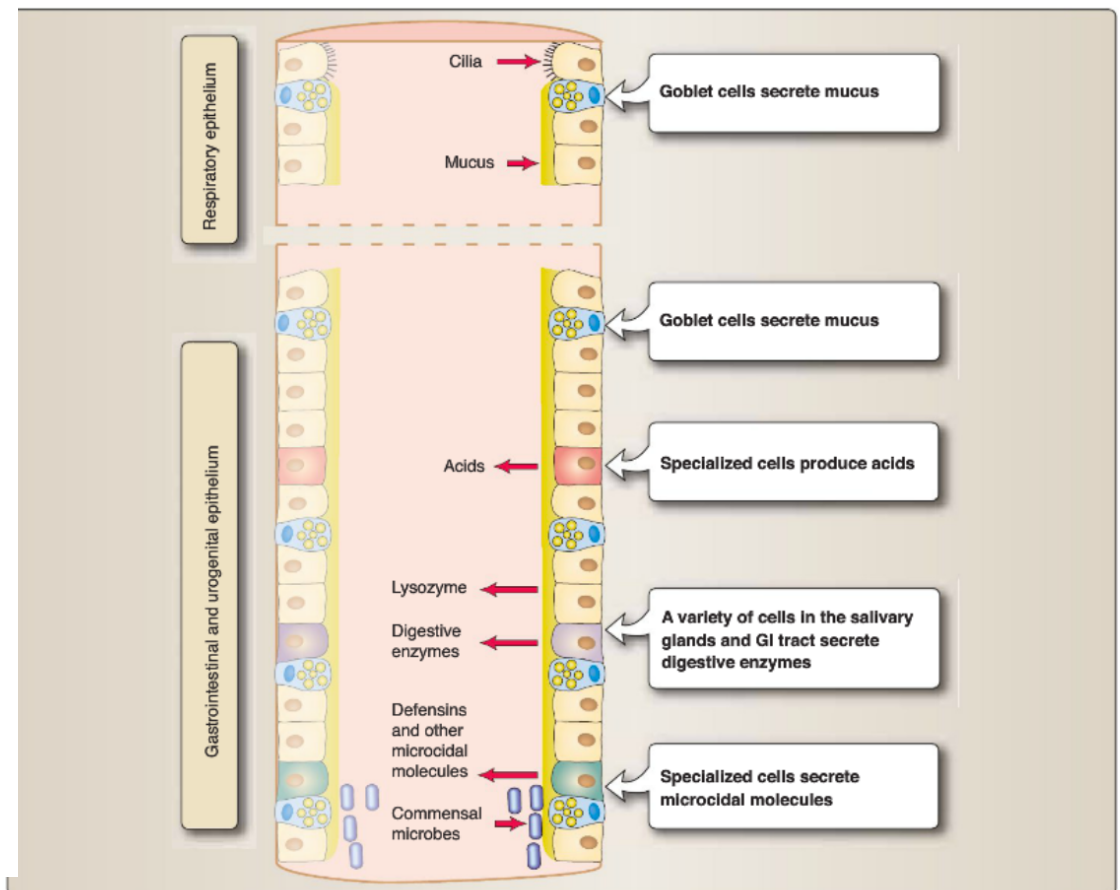 Respiratory epithelium
Cilia
Goblet cells secrete mucus
Mucus
Gastrointestinal and urogenital epithelium
Goblet cells secrete mucus
Acids
Specialized cells produce acids
Lysozyme
Digestive
enzymes
A variety of cells in the salivary
glands and GI tract secrete
digestive enzymes
Defensins
and other
microcidal
molecules
Specialized cells secrete
microcidal molecules
Commensal
microbes